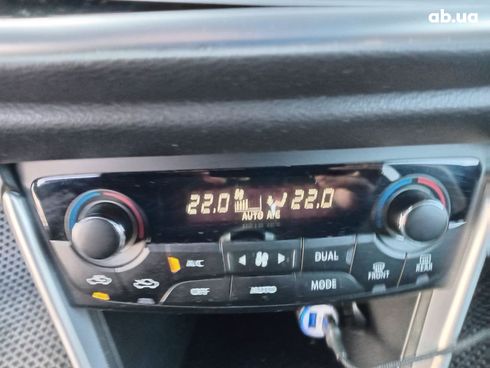 ab.ua
22.0 22.0
AUTO A/C
A/C DUAL
FRONT REAR
OFF AUTO MODE